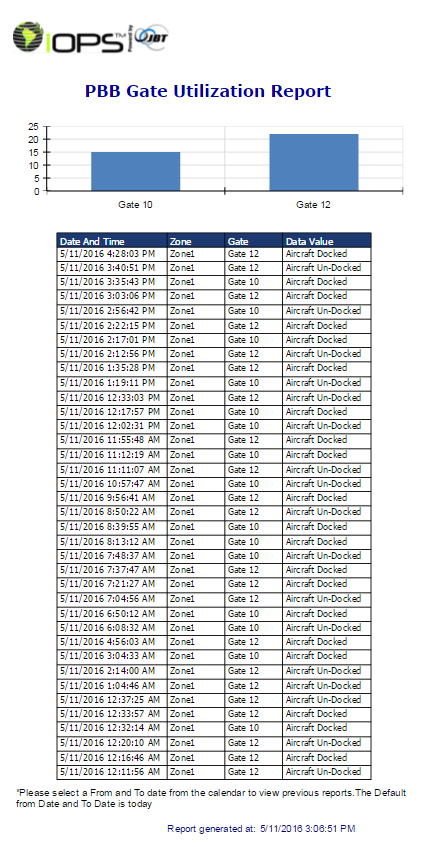 iOPS™ Powered by JBT
PBB Gate Utilization Report
25
20
15
10
5
0
Gate 10 Gate 12
Date And Time Zone Gate Data Value
5/11/2016 4:28:03 PM Zone1 Gate 12 Aircraft Docked
5/11/2016 3:40:51 PM Zone1 Gate 12 Aircraft Un-Docked
5/11/2016 3:35:43 PM Zone1 Gate 10 Aircraft Docked
5/11/2016 3:03:06 PM Zone1 Gate 12 Aircraft Docked
5/11/2016 2:56:42 PM Zone1 Gate 10 Aircraft Un-Docked
5/11/2016 2:22:15 PM Zone1 Gate 12 Aircraft Docked
5/11/2016 2:17:01 PM Zone1 Gate 10 Aircraft Docked
5/11/2016 2:12:56 PM Zone1 Gate 12 Aircraft Un-Docked
5/11/2016 1:35:28 PM Zone1 Gate 12 Aircraft Docked
5/11/2016 1:19:11 PM Zone1 Gate 10 Aircraft Un-Docked
5/11/2016 12:33:03 PM Zone1 Gate 12 Aircraft Un-Docked
5/11/2016 12:17:57 PM Zone1 Gate 10 Aircraft Docked
5/11/2016 12:02:31 PM Zone1 Gate 10 Aircraft Un-Docked
5/11/2016 11:55:48 AM Zone1 Gate 12 Aircraft Docked
5/11/2016 11:12:19 AM Zone1 Gate 10 Aircraft Docked
5/11/2016 11:11:07 AM Zone1 Gate 12 Aircraft Un-Docked
5/11/2016 10:57:47 AM Zone1 Gate 10 Aircraft Un-Docked
5/11/2016 9:56:41 AM Zone1 Gate 12 Aircraft Docked
5/11/2016 8:50:22 AM Zone1 Gate 12 Aircraft Un-Docked
5/11/2016 8:39:55 AM Zone1 Gate 10 Aircraft Docked
5/11/2016 8:13:12 AM Zone1 Gate 10 Aircraft Docked
5/11/2016 7:48:37 AM Zone1 Gate 10 Aircraft Un-Docked
5/11/2016 7:37:47 AM Zone1 Gate 12 Aircraft Docked
5/11/2016 7:21:27 AM Zone1 Gate 12 Aircraft Docked
5/11/2016 7:04:56 AM Zone1 Gate 12 Aircraft Un-Docked
5/11/2016 6:50:12 AM Zone1 Gate 10 Aircraft Docked
5/11/2016 6:08:32 AM Zone1 Gate 10 Aircraft Un-Docked
5/11/2016 4:56:03 AM Zone1 Gate 12 Aircraft Docked
5/11/2016 3:04:33 AM Zone1 Gate 10 Aircraft Docked
5/11/2016 2:14:00 AM Zone1 Gate 12 Aircraft Un-Docked
5/11/2016 1:04:46 AM Zone1 Gate 12 Aircraft Un-Docked
5/11/2016 12:37:25 AM Zone1 Gate 12 Aircraft Un-Docked
5/11/2016 12:33:57 AM Zone1 Gate 12 Aircraft Docked
5/11/2016 12:32:14 AM Zone1 Gate 10 Aircraft Docked
5/11/2016 12:20:10 AM Zone1 Gate 12 Aircraft Un-Docked
5/11/2016 12:16:46 AM Zone1 Gate 12 Aircraft Docked
5/11/2016 12:11:56 AM Zone1 Gate 12 Aircraft Un-Docked
*Please select a From and To date from the calendar to view previous reports.The Default
from Date and To Date is today
Report generated at: 5/11/2016 3:06:51 PM